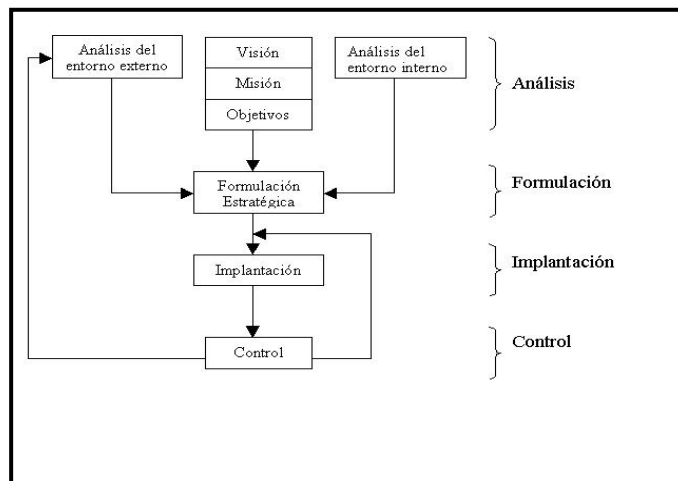 Análisis del
entorno externo
Visión
Misión
Objetivos
Análisis del
entorno interno
Análisis
Formulación
Estratégica
Formulación
Implantación
Implantación
Control
Control